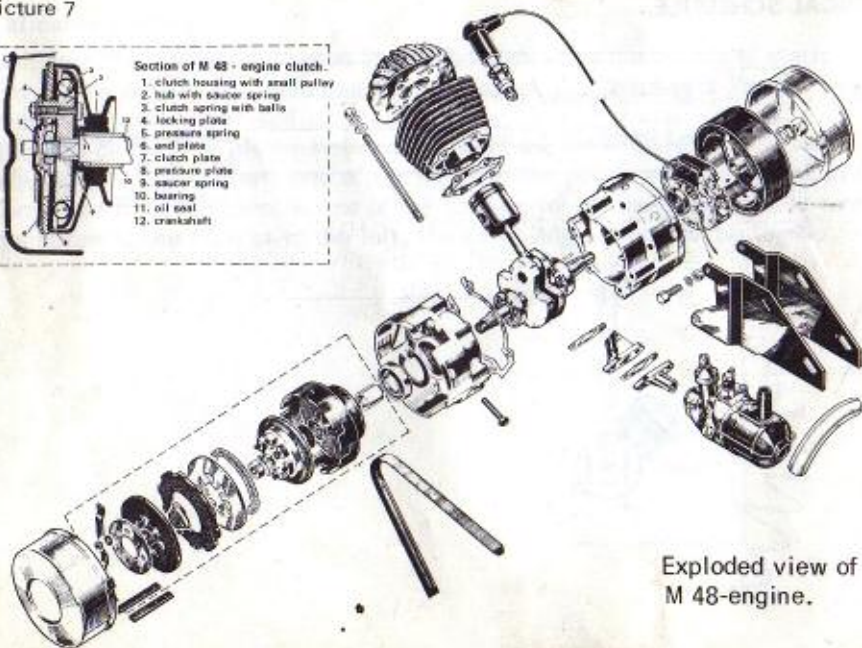 icture 7
CAL SCHEDULE.
Section of M 48 - engine clutch.
1. clutch housing with small pulley
2. hub with saucer spring
3. clutch spring with balls
4. locking plate
5. pressure spring
6. end plate
7. clutch plate
8. pressure plate
9. saucer spring
10. bearing
11. oil seal
12. crankshaft
Exploded view of
M 48-engine.